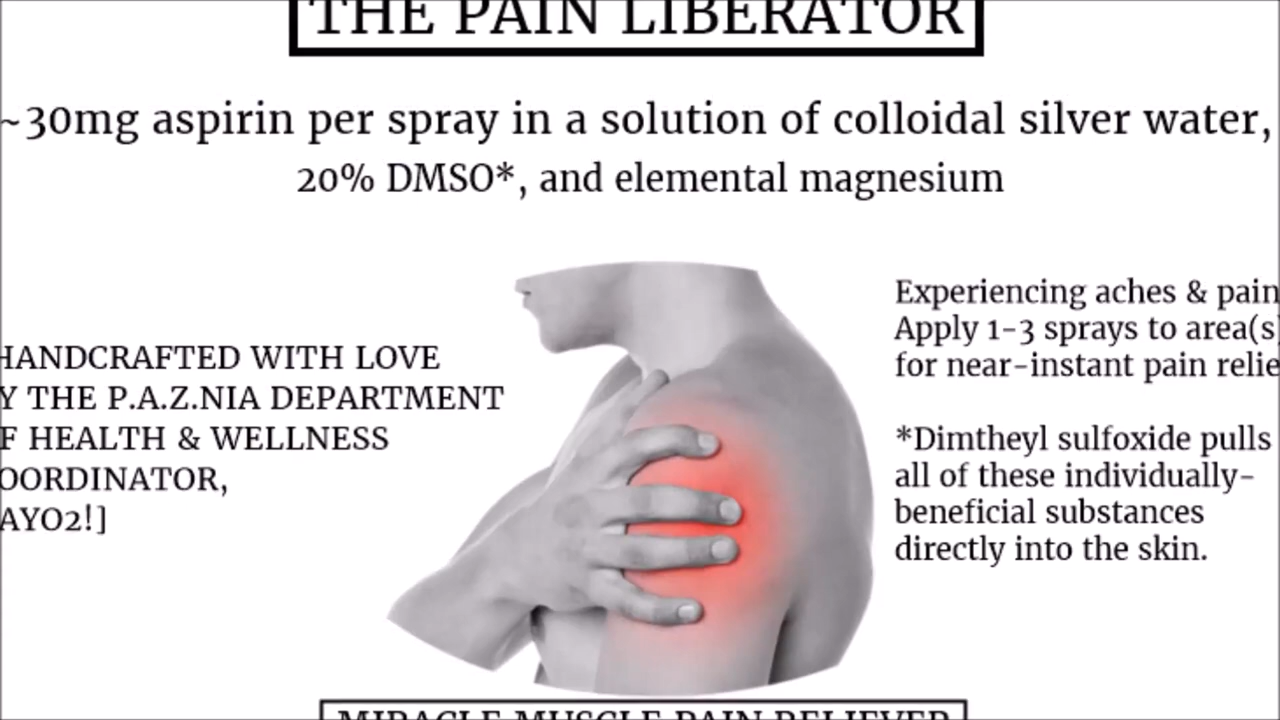 THE PAIN LIBERATOR
~30mg aspirin per spray in a solution of colloidal silver water,
20% DMSO*, and elemental magnesium
HANDCRAFTED WITH LOVE
Y THE P.A.Z.NIA DEPARTMENT
F HEALTH & WELLNESS
OORDINATOR,
AYO2!]
Experiencing aches & pain
Apply 1-3 sprays to area(s)
for near-instant pain relie
*Dimtheyl sulfoxide pulls
all of these individually-
beneficial substances
directly into the skin.
MIRACLE MUSCLE PAIN RELIEVER